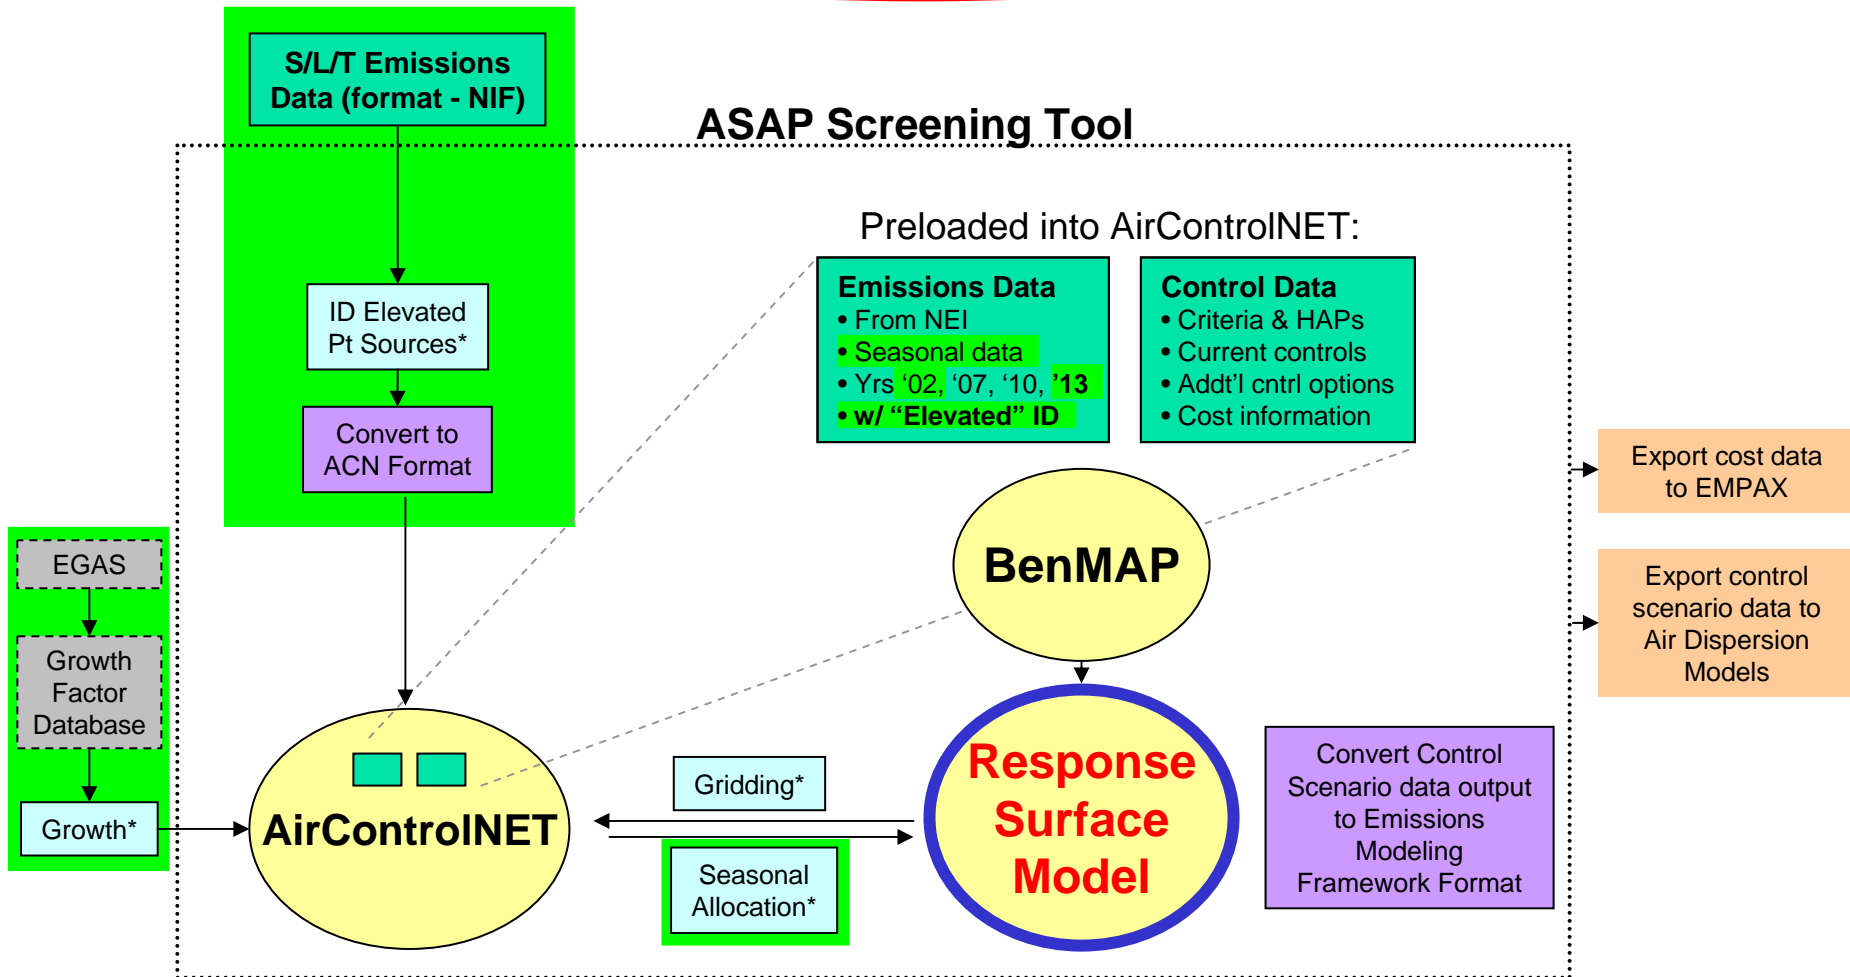 S/L/T Emissions
Data (format - NIF)
ASAP Screening Tool
Preloaded into AirControlNET:
ID Elevated
Pt Sources*
Convert to
ACN Format
Emissions Data
• From NEI
• Seasonal data
• Yrs ‘02, ‘07, ‘10, ’13
• w/ “Elevated” ID
Control Data
• Criteria & HAPs
• Current controls
• Addt’l cntrl options
• Cost information
Export cost data
to EMPAX
Export control
scenario data to
Air Dispersion
Models
EGAS
Growth
Factor
Database
Growth*
BenMAP
AirControlNET
Gridding*
Seasonal
Allocation*
Response
Surface
Model
Convert Control
Scenario data output
to Emissions
Modeling
Framework Format